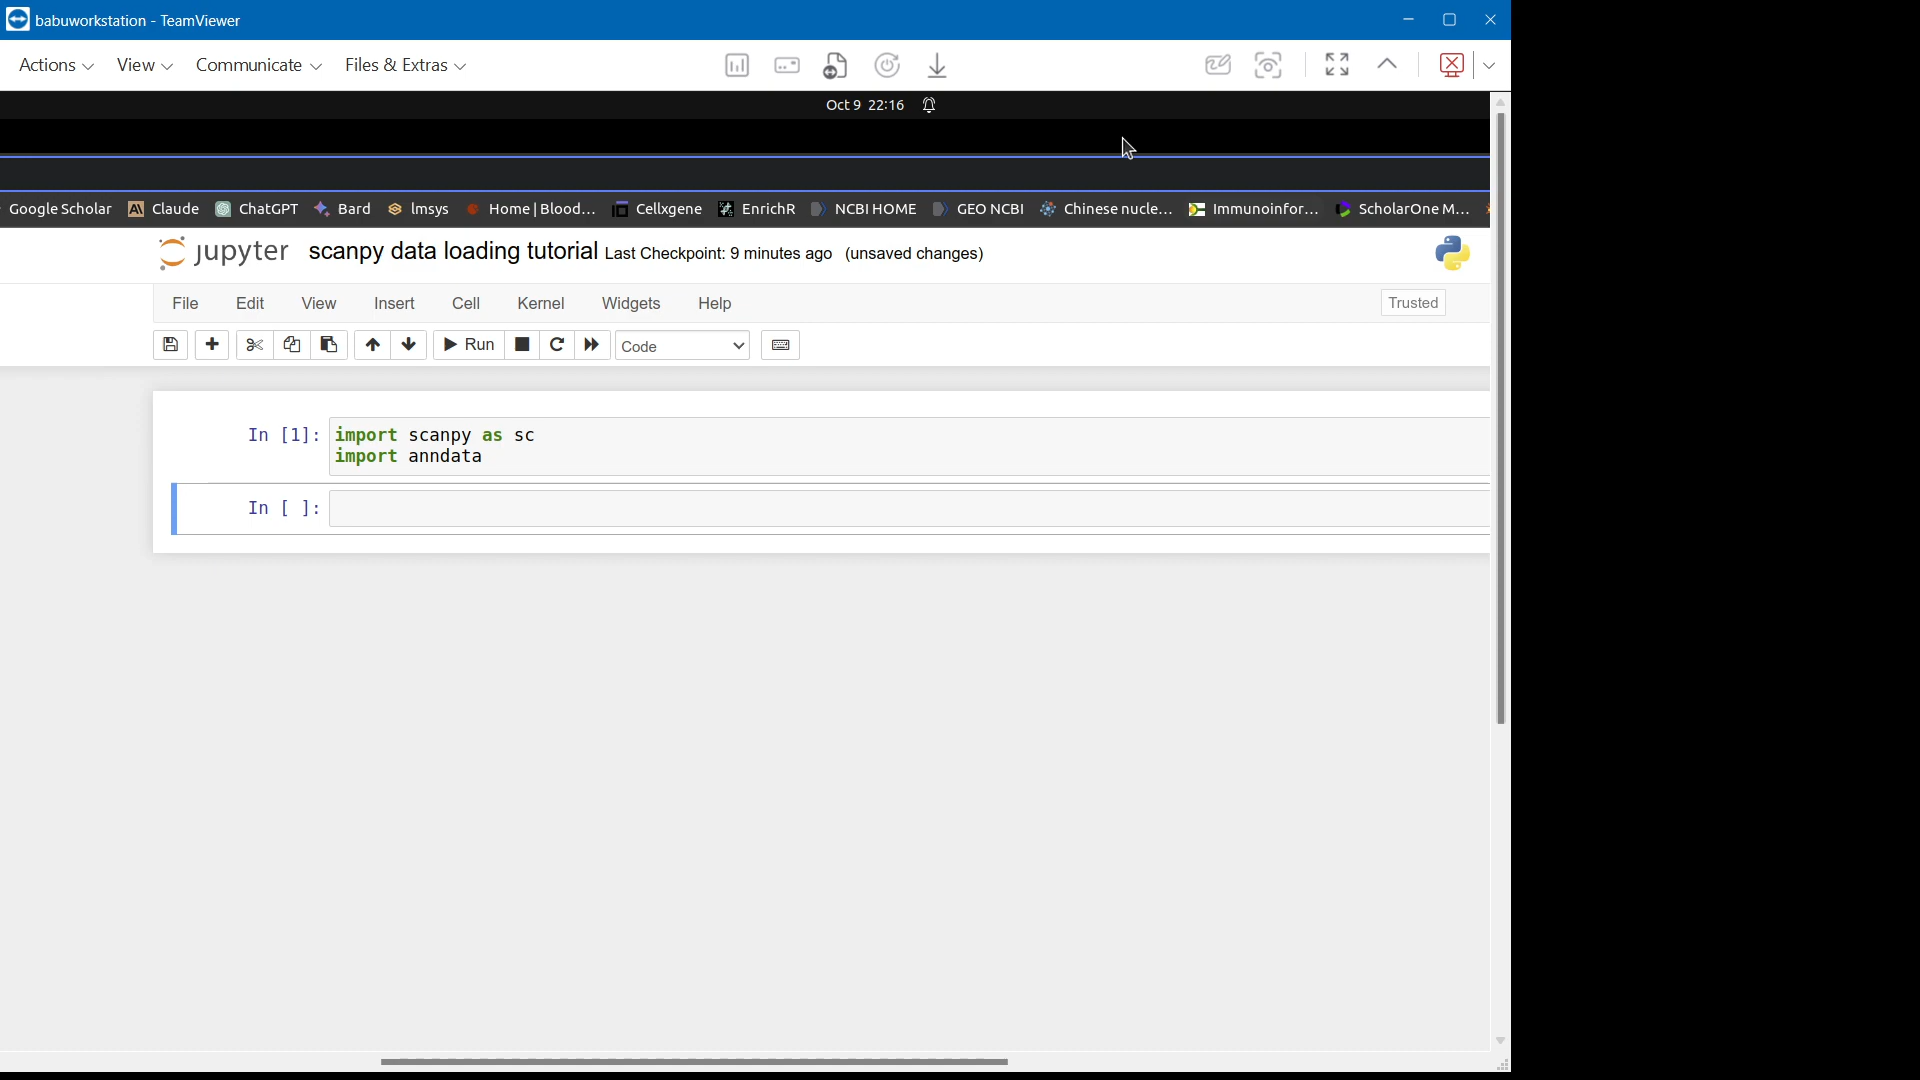 babuworkstation - TeamViewer
Actions View Communicate Files & Extras
Oct 9 22:16
Google Scholar Claude ChatGPT Bard lmsys Home | Blood... Cellxgene EnrichR NCBI HOME GEO NCBI Chinese nucle... Immunoinfor... ScholarOne M...
jupyter scanpy data loading tutorial Last Checkpoint: 9 minutes ago (unsaved changes)
File Edit View Insert Cell Kernel Widgets Help Trusted
Run Code
In [1]: import scanpy as sc
import anndata
In [ ]: